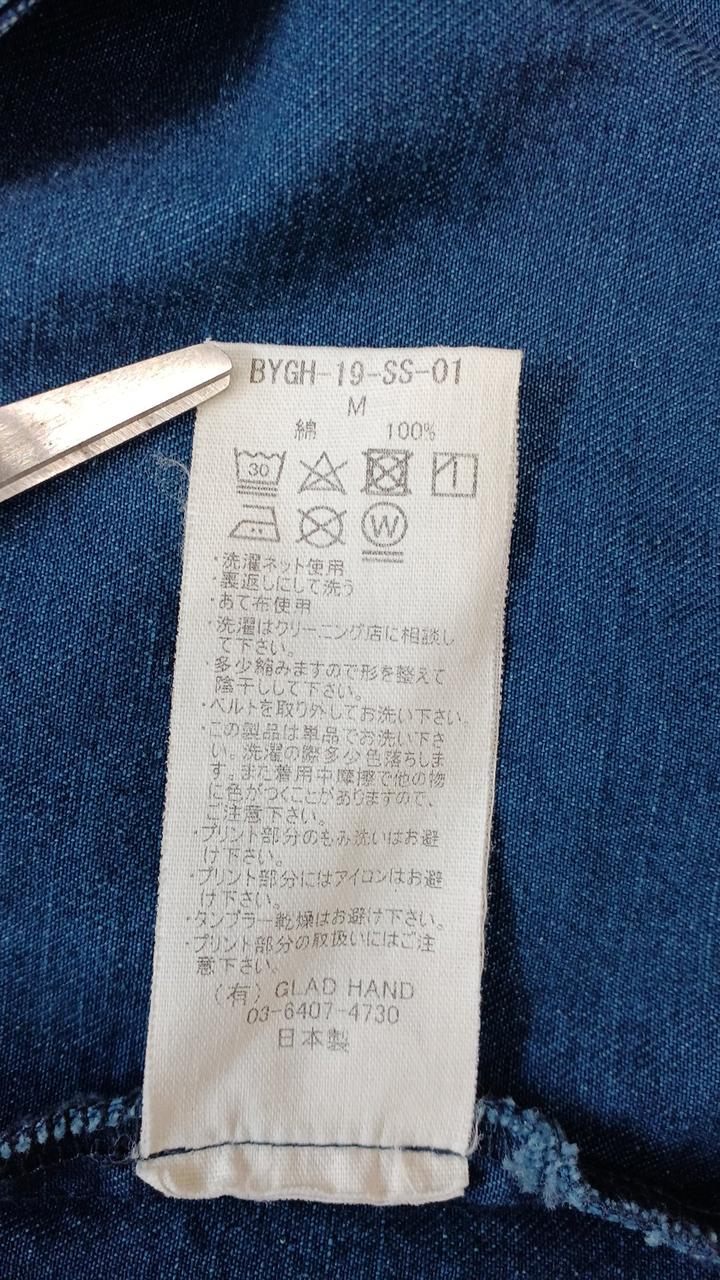 BYGH-19-SS-01
M
綿 100%
30
W
・洗濯ネット使用
・裏返しにして洗う
・あて布使用
・洗濯はクリーニング店に相談し
て下さい。
・多少縮みますので形を整えて
陰干しして下さい。
・ベルトを取り外してお洗い下さい。
・この製品は単品でお洗い下さ
い。洗濯の際多少色落ちしま
す。また着用中摩擦で他の物
に色がつくことがありますので、
ご注意下さい。
・プリント部分のもみ洗いはお避
け下さい。
・プリント部分にはアイロンはお避
け下さい。
・タンブラー乾燥はお避け下さい。
・プリント部分の取扱いにはご注
意下さい。
（有）GLAD HAND
03-6407-4730
日本製